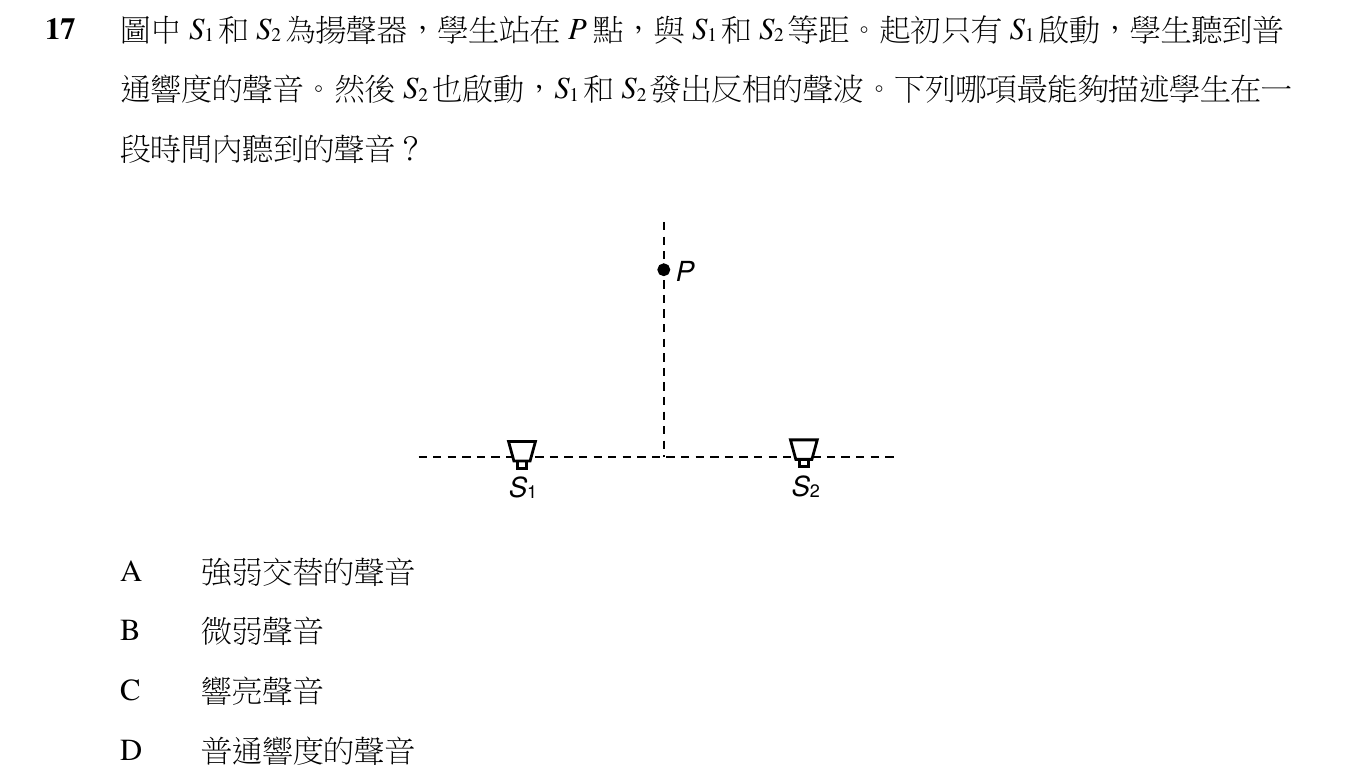 17 圖中 S1 和 S2 為揚聲器，學生站在 P 點，與 S1 和 S2 等距。起初只有 S1 啟動，學生聽到普
通響度的聲音。然後 S2 也啟動，S1 和 S2 發出反相的聲波。下列哪項最能夠描述學生在一
段時間內聽到的聲音？
P
S1 S2
A 強弱交替的聲音
B 微弱聲音
C 響亮聲音
D 普通響度的聲音